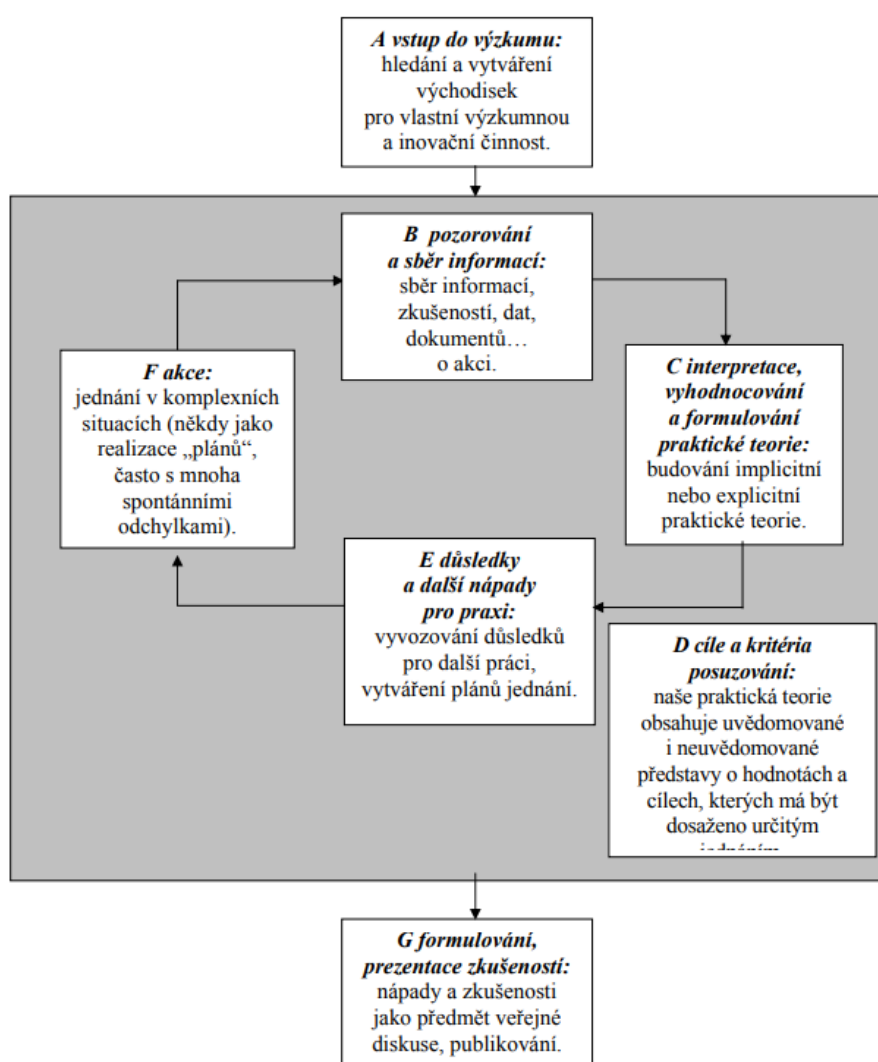 A vstup do výzkumu:
hledání a vytváření
východisek
pro vlastní výzkumnou
a inovační činnost.
B pozorování
a sběr informací:
sběr informací,
zkušeností, dat,
dokumentů…
o akci.
C interpretace,
vyhodnocování
a formulování
praktické teorie:
budování implicitní
nebo explicitní
praktické teorie.
D cíle a kritéria
posuzování:
naše praktická teorie
obsahuje uvědomované
i neuvědomované
představy o hodnotách a
cílech, kterých má být
dosaženo určitým
E důsledky
a další nápady
pro praxi:
vyvozování důsledků
pro další práci,
vytváření plánů jednání.
F akce:
jednání v komplexních
situacích (někdy jako
realizace „plánů“,
často s mnoha
spontánními
odchylkami).
G formulování,
prezentace zkušeností:
nápady a zkušenosti
jako předmět veřejné
diskuse, publikování.